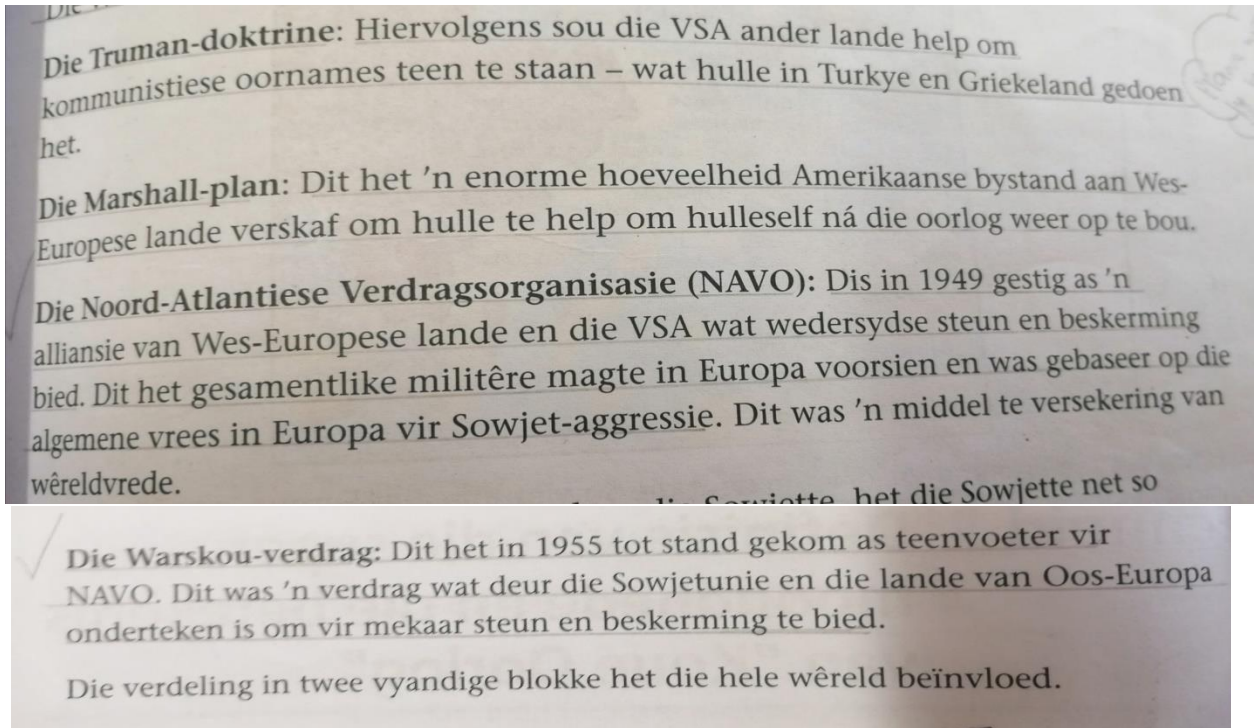 Die Truman-doktrine: Hiervolgens sou die VSA ander lande help om
kommunistiese oornames teen te staan – wat hulle in Turkye en Griekeland gedoen
het.
Die Marshall-plan: Dit het 'n enorme hoeveelheid Amerikaanse bystand aan Wes-
Europese lande verskaf om hulle te help om hulleself ná die oorlog weer op te bou.
Die Noord-Atlantiese Verdragsorganisasie (NAVO): Dis in 1949 gestig as 'n
alliansie van Wes-Europese lande en die VSA wat wedersydse steun en beskerming
bied. Dit het gesamentlike militêre magte in Europa voorsien en was gebaseer op die
algemene vrees in Europa vir Sowjet-aggressie. Dit was 'n middel te versekering van
wêreldvrede.
het die Sowjette net so
Die Warskou-verdrag: Dit het in 1955 tot stand gekom as teenvoeter vir
NAVO. Dit was 'n verdrag wat deur die Sowjetunie en die lande van Oos-Europa
onderteken is om vir mekaar steun en beskerming te bied.
Die verdeling in twee vyandige blokke het die hele wêreld beïnvloed.